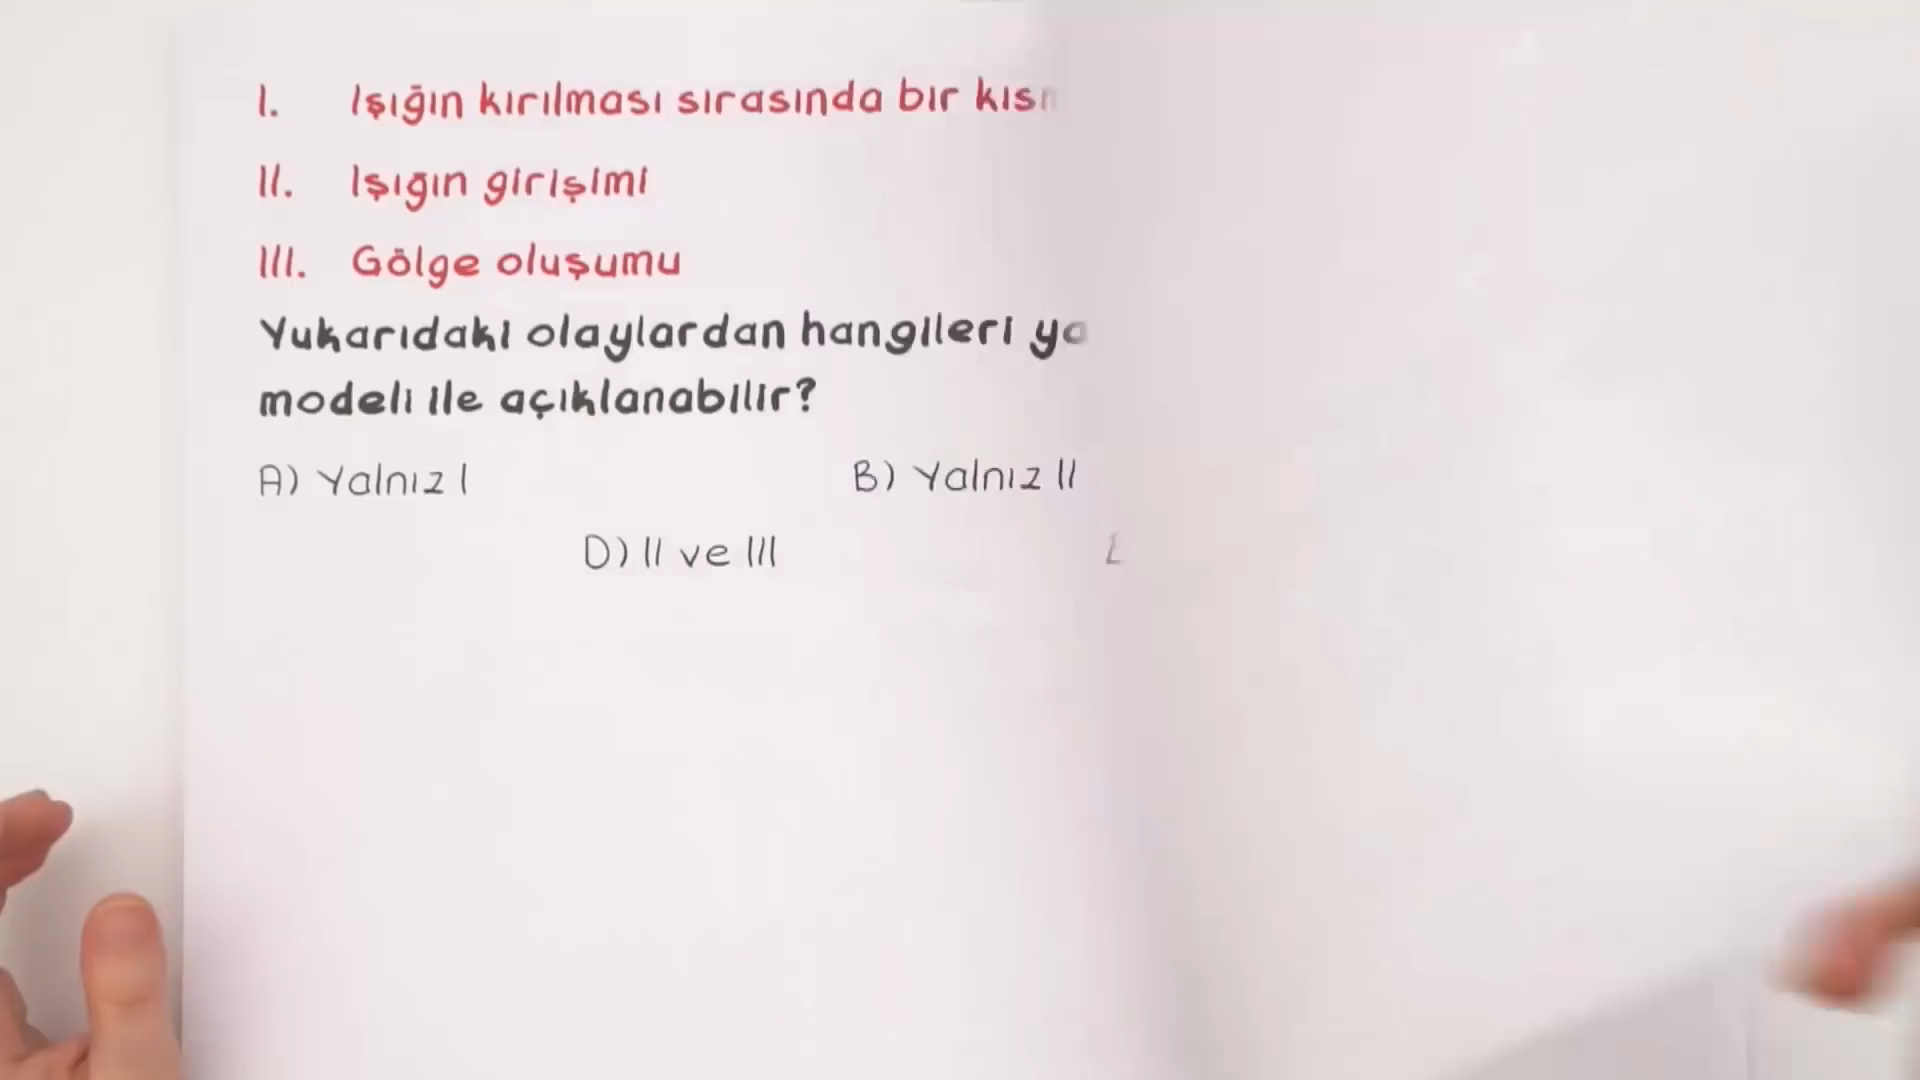 I. Işığın kırılması sırasında bir
II. Işığın girişimi
III. Gölge oluşumu
Yukarıdaki olaylardan hangileri
modeli ile açıklanabilir?
A) Yalnız I B) Yalnız II
D) II ve III